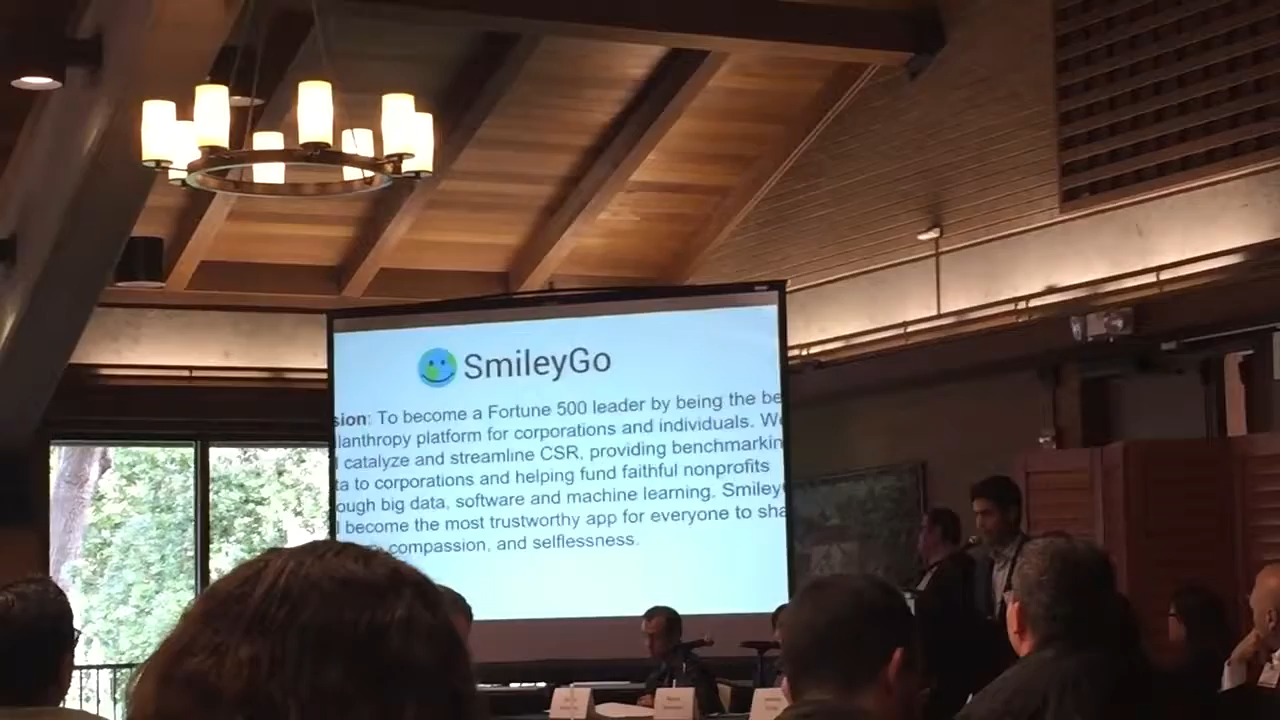 SmileyGo
sion: To become a Fortune 500 leader by being the be
lanthropy platform for corporations and individuals. We
l catalyze and streamline CSR, providing benchmarkin
ta to corporations and helping fund faithful nonprofits
ough big data, software and machine learning. Smiley
l become the most trustworthy app for everyone to sha
compassion, and selflessness.